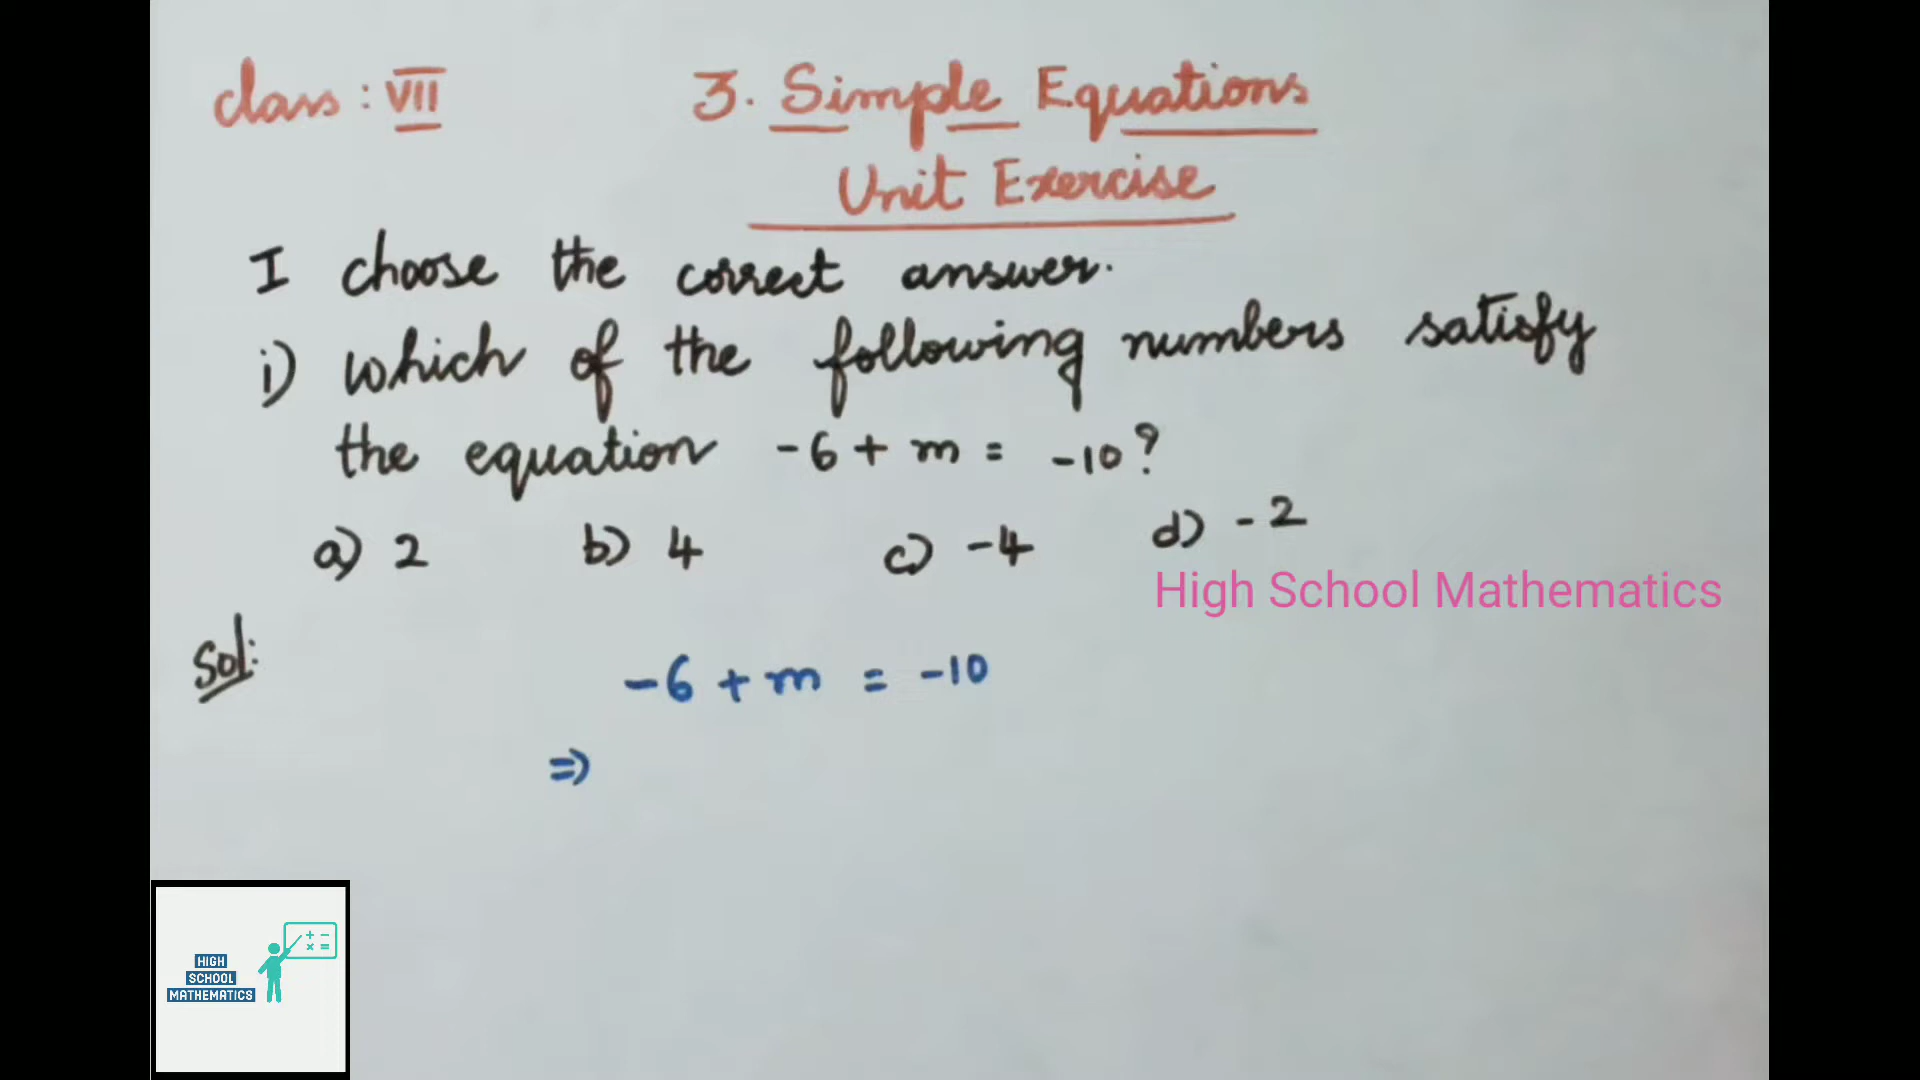 class : VII
3. Simple Equations
Unit Exercise
I choose the correct answer.
i) which of the following numbers satisfy
the equation -6 + m = -10?
a) 2 b) 4 c) -4 d) -2
High School Mathematics
Sol:
-6 + m = -10
⇒
HIGH
SCHOOL
MATHEMATICS
+ −
× =